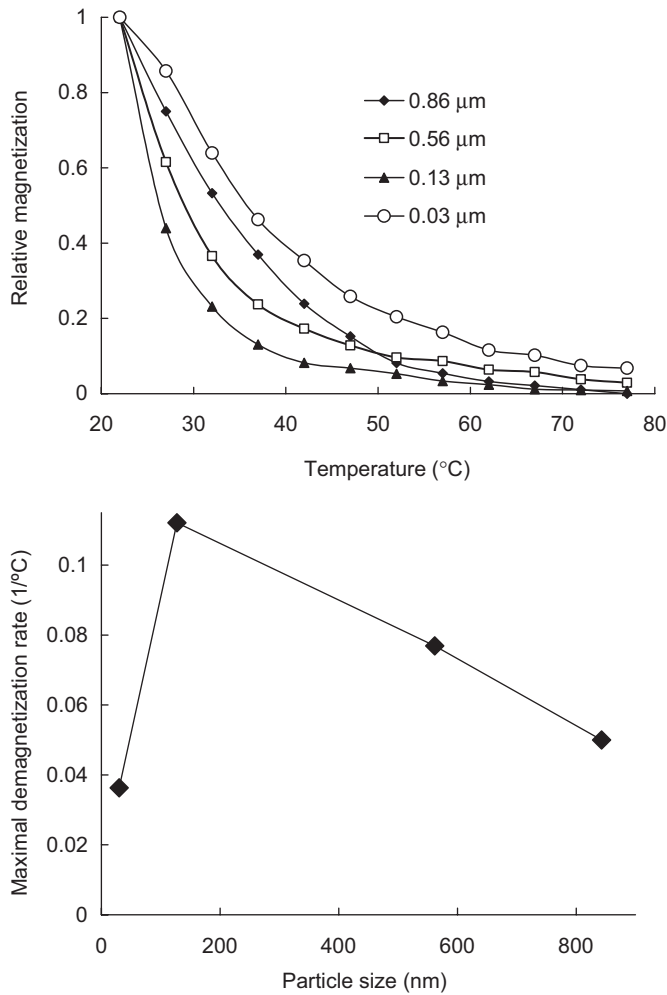 1
0.8
0.6
0.4
0.2
0
Relative magnetization
0.86 μm
0.56 μm
0.13 μm
0.03 μm
20 30 40 50 60 70 80
Temperature (°C)
0.1
0.08
0.06
0.04
0.02
0
Maximal demagnetization rate (1/ºC)
0 200 400 600 800
Particle size (nm)